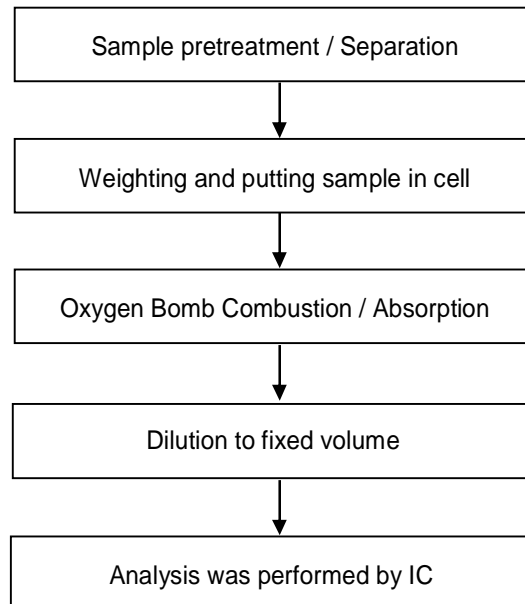 Sample pretreatment / Separation
Weighting and putting sample in cell
Oxygen Bomb Combustion / Absorption
Dilution to fixed volume
Analysis was performed by IC